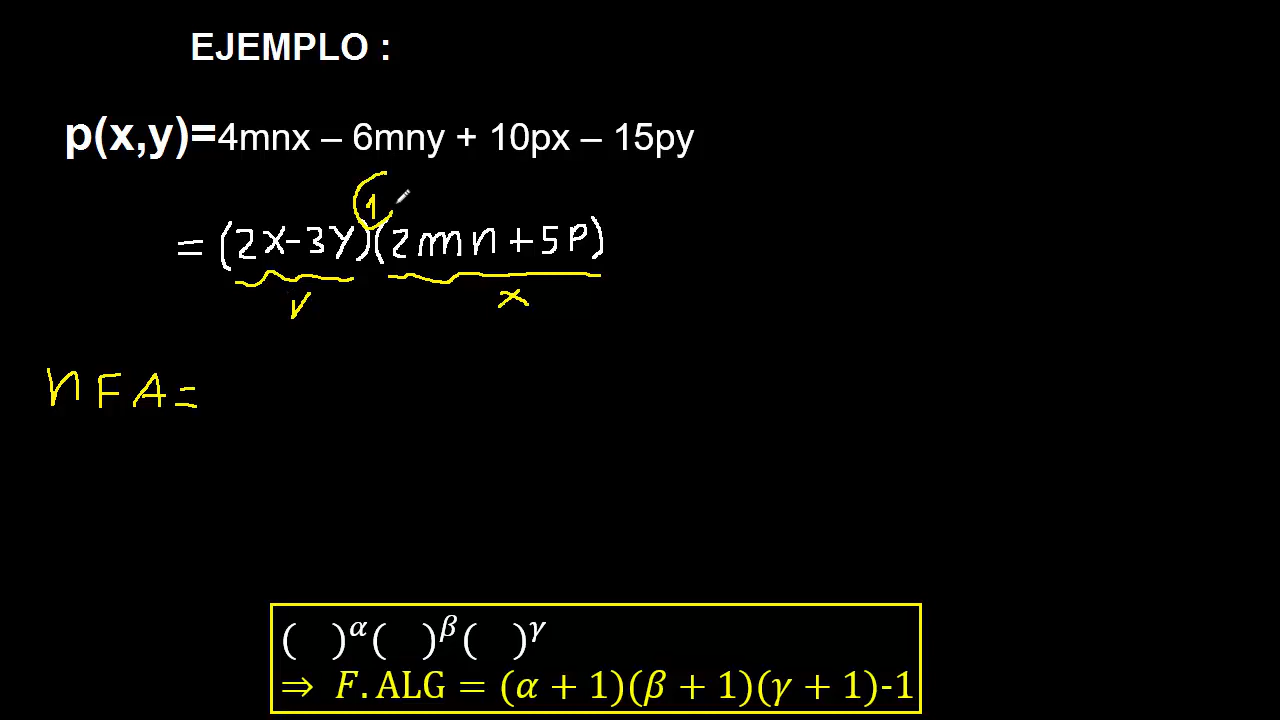 EJEMPLO :
p(x,y)=4mnx – 6mny + 10px – 15py
= (2x-3y)¹(2mn+5p)
✓ x
nFA=
( )^α ( )^β ( )^γ
⇒ F.ALG = (α + 1)(β + 1)(γ + 1)-1